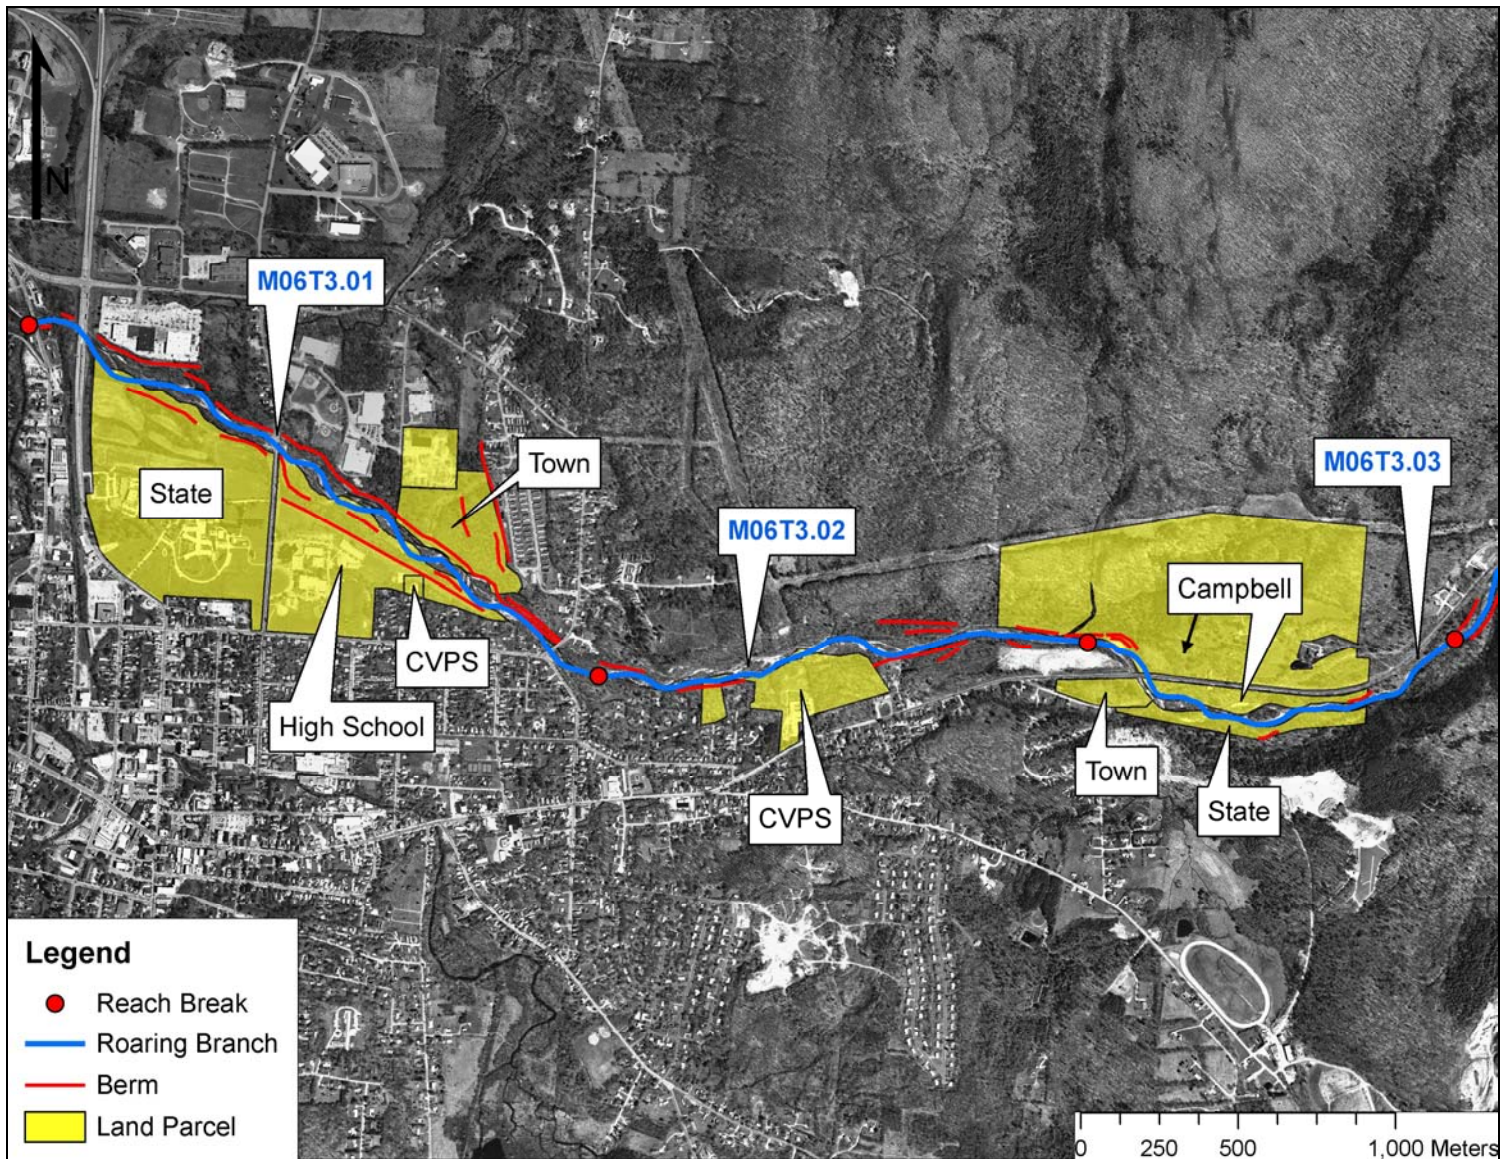 N
M06T3.01
State
Town
M06T3.02
M06T3.03
Campbell
CVPS
High School
CVPS
Town
State
Legend
Reach Break
Roaring Branch
Berm
Land Parcel
0 250 500 1,000 Meters